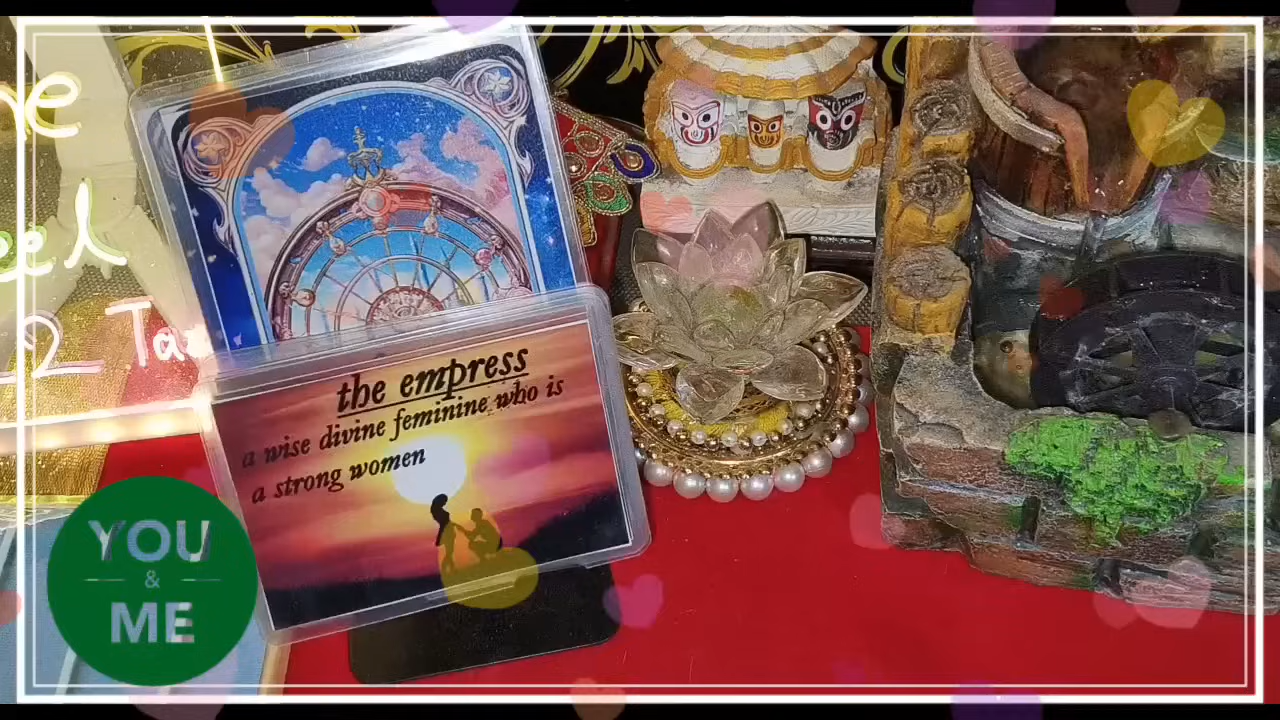 the empress
a wise divine feminine who is
a strong women
YOU
&
ME